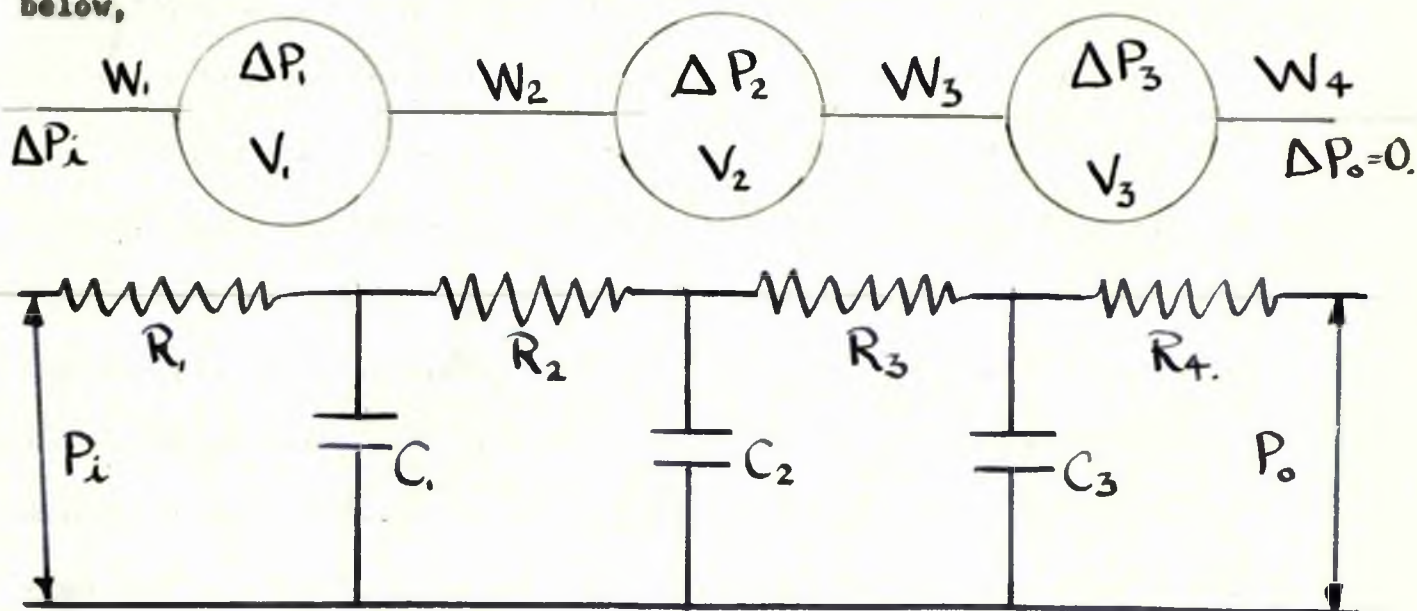 below,
W₁ ΔP₁ W₂ ΔP₂ W₃ ΔP₃ W₄
ΔPi V₁ V₂ V₃ ΔP₀=0.
R₁ R₂ R₃ R₄.
Pi C₁ C₂ C₃ P₀